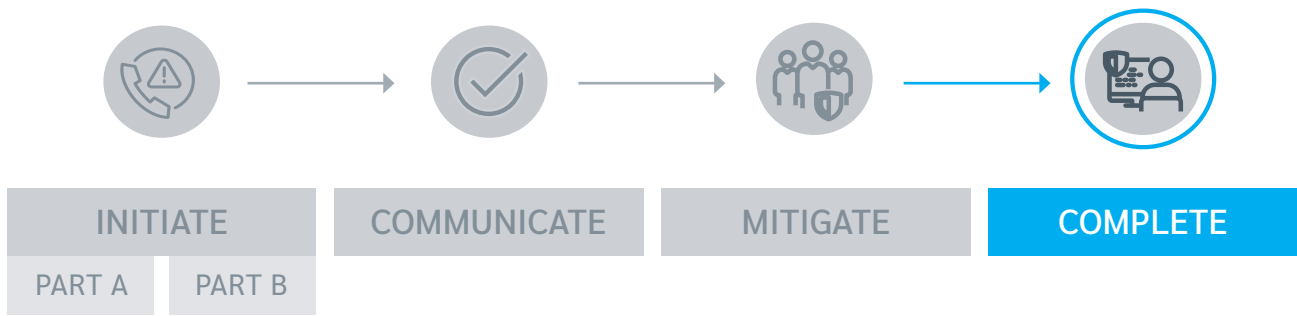 INITIATE
COMMUNICATE
MITIGATE
COMPLETE
PART A
PART B